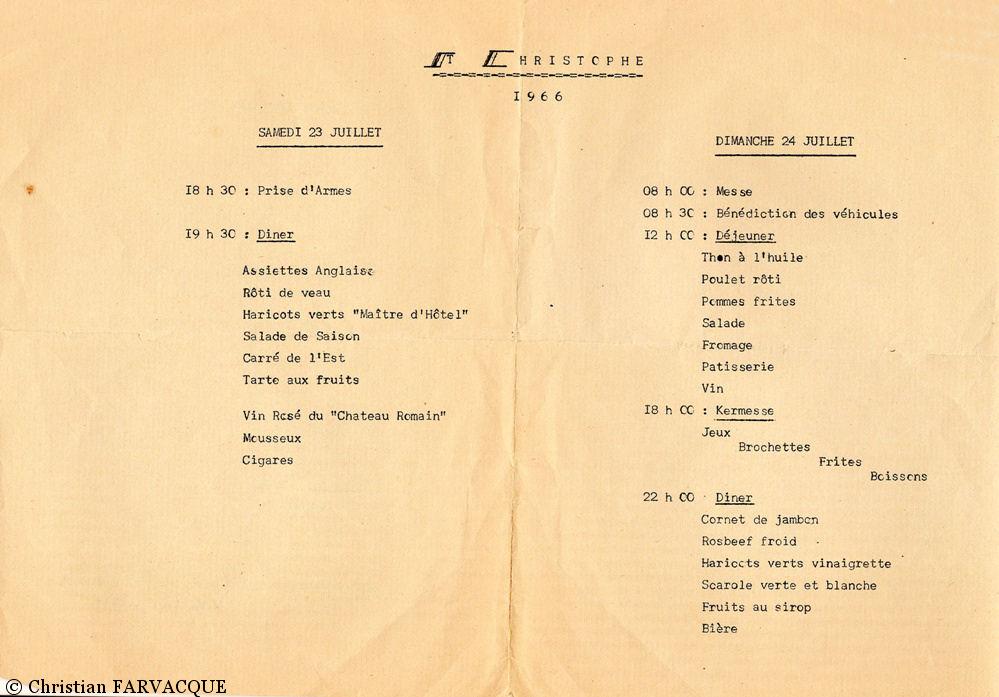 St CHRISTOPHE
1966
SAMEDI 23 JUILLET
18 h 30 : Prise d'Armes
19 h 30 : Diner
Assiettes Anglaise
Rôti de veau
Haricots verts "Maître d'Hôtel"
Salade de Saison
Carré de l'Est
Tarte aux fruits
Vin Rosé du "Chateau Romain"
Mousseux
Cigares
DIMANCHE 24 JUILLET
08 h 00 : Messe
08 h 30 : Bénédiction des véhicules
12 h 00 : Déjeuner
Thon à l'huile
Poulet rôti
Pommes frites
Salade
Fromage
Patisserie
Vin
18 h 00 : Kermesse
Jeux
Brochettes
Frites
Boissons
22 h 00 : Diner
Cornet de jambon
Rosbeef froid
Haricots verts vinaigrette
Scarole verte et blanche
Fruits au sirop
Bière
© Christian FARVACQUE